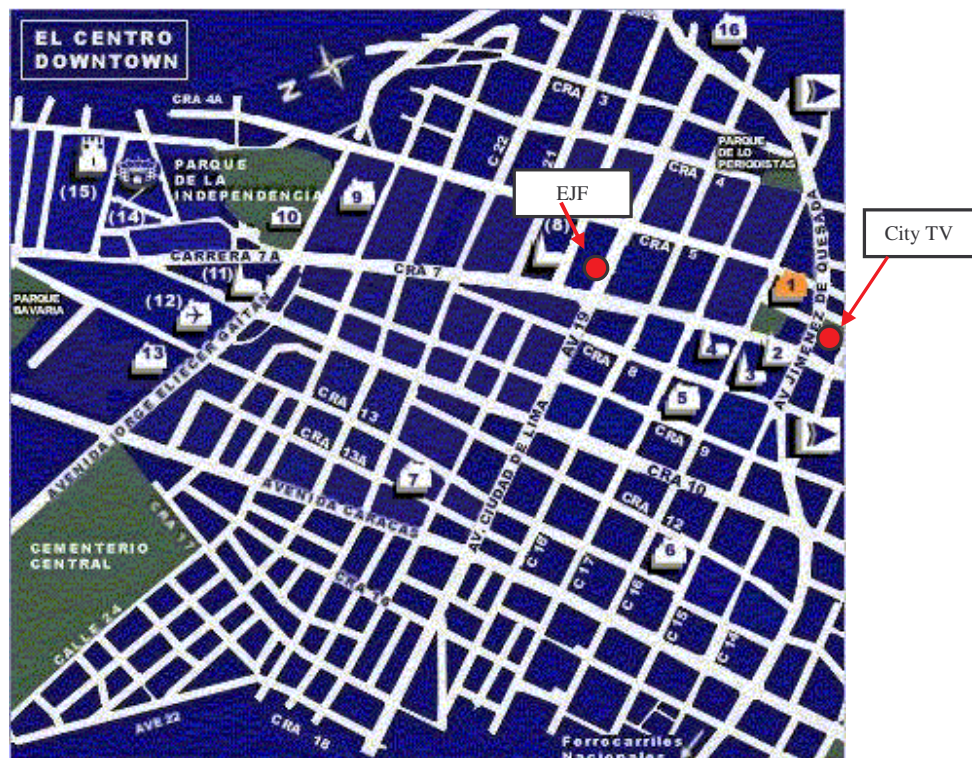 EL CENTRO
DOWNTOWN
N
16
CRA 4A
CRA 3
C 22
21
PARQUE
DE LO
PERIODISTAS
(15)
PARQUE
DE LA
INDEPENDENCIA
9
EJF
CRA 4
(14)
10
(8)
City TV
CARRERA 7A
CRA 7
CRA 5
(11)
1
AV. JIMENEZ DE QUESADA
PARQUE
BAVARIA
(12)
AV 19
13
CRA 8
4
2
3
5
AVENIDA JORGE ELIECER GAITAN
CRA 13
CRA 9
CRA 13A
CRA 10
7
AVENIDA CARACAS
AV. CIUDAD DE LIMA
CRA 12
CRA 17
C 18
6
CEMENTERIO
CENTRAL
C 17
CRA 16
C 16
C 15
C 14
CALLE 24
AVE 22
CRA 18
Ferrocarriles
Nacionales